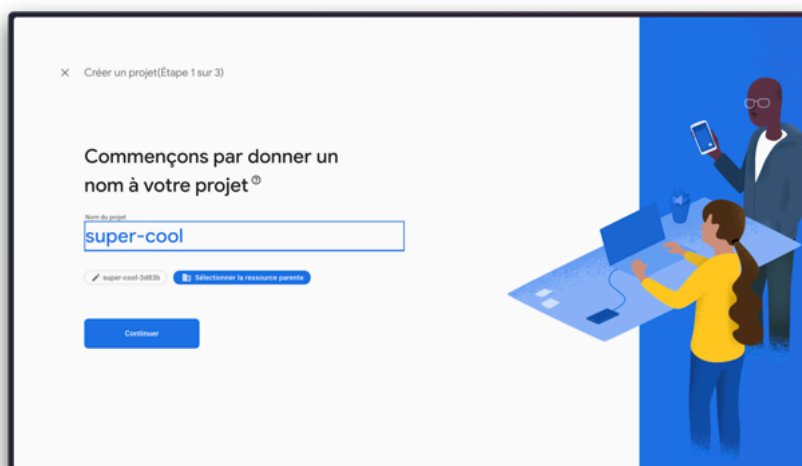 Créer un projet(Étape 1 sur 3)
Commençons par donner un
nom à votre projet
Nom du projet
super-cool
super-cool-3d83b
Sélectionner la ressource parente
Continuer